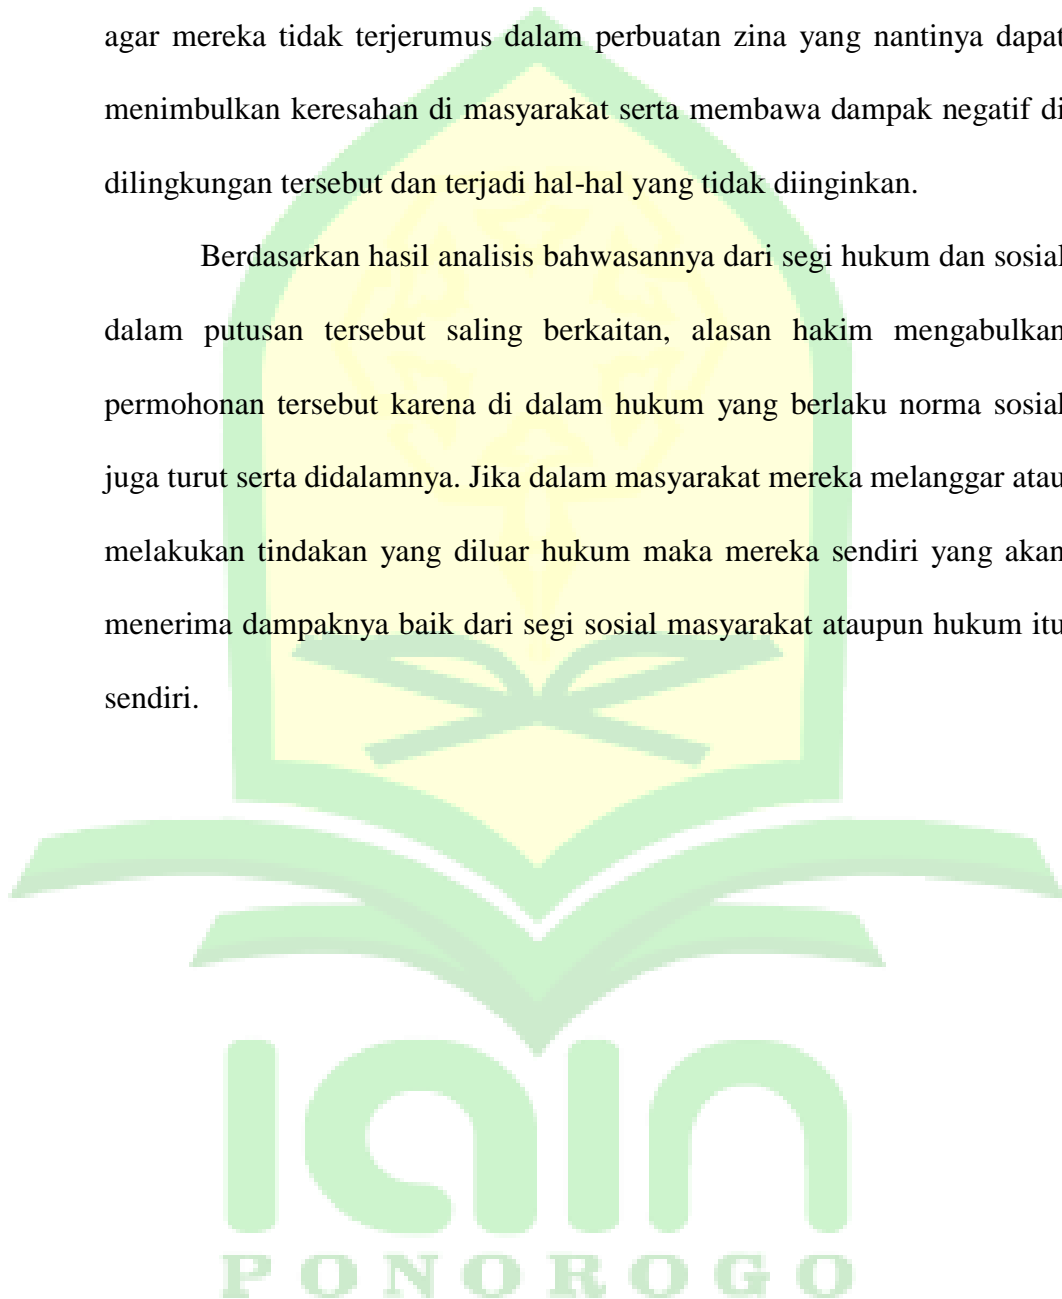 agar mereka tidak terjerumus dalam perbuatan zina yang nantinya dapat
menimbulkan keresahan di masyarakat serta membawa dampak negatif di
dilingkungan tersebut dan terjadi hal-hal yang tidak diinginkan.
Berdasarkan hasil analisis bahwasannya dari segi hukum dan sosial
dalam putusan tersebut saling berkaitan, alasan hakim mengabulkan
permohonan tersebut karena di dalam hukum yang berlaku norma sosial
juga turut serta didalamnya. Jika dalam masyarakat mereka melanggar atau
melakukan tindakan yang diluar hukum maka mereka sendiri yang akan
menerima dampaknya baik dari segi sosial masyarakat ataupun hukum itu
sendiri.
iain
PONOROGO